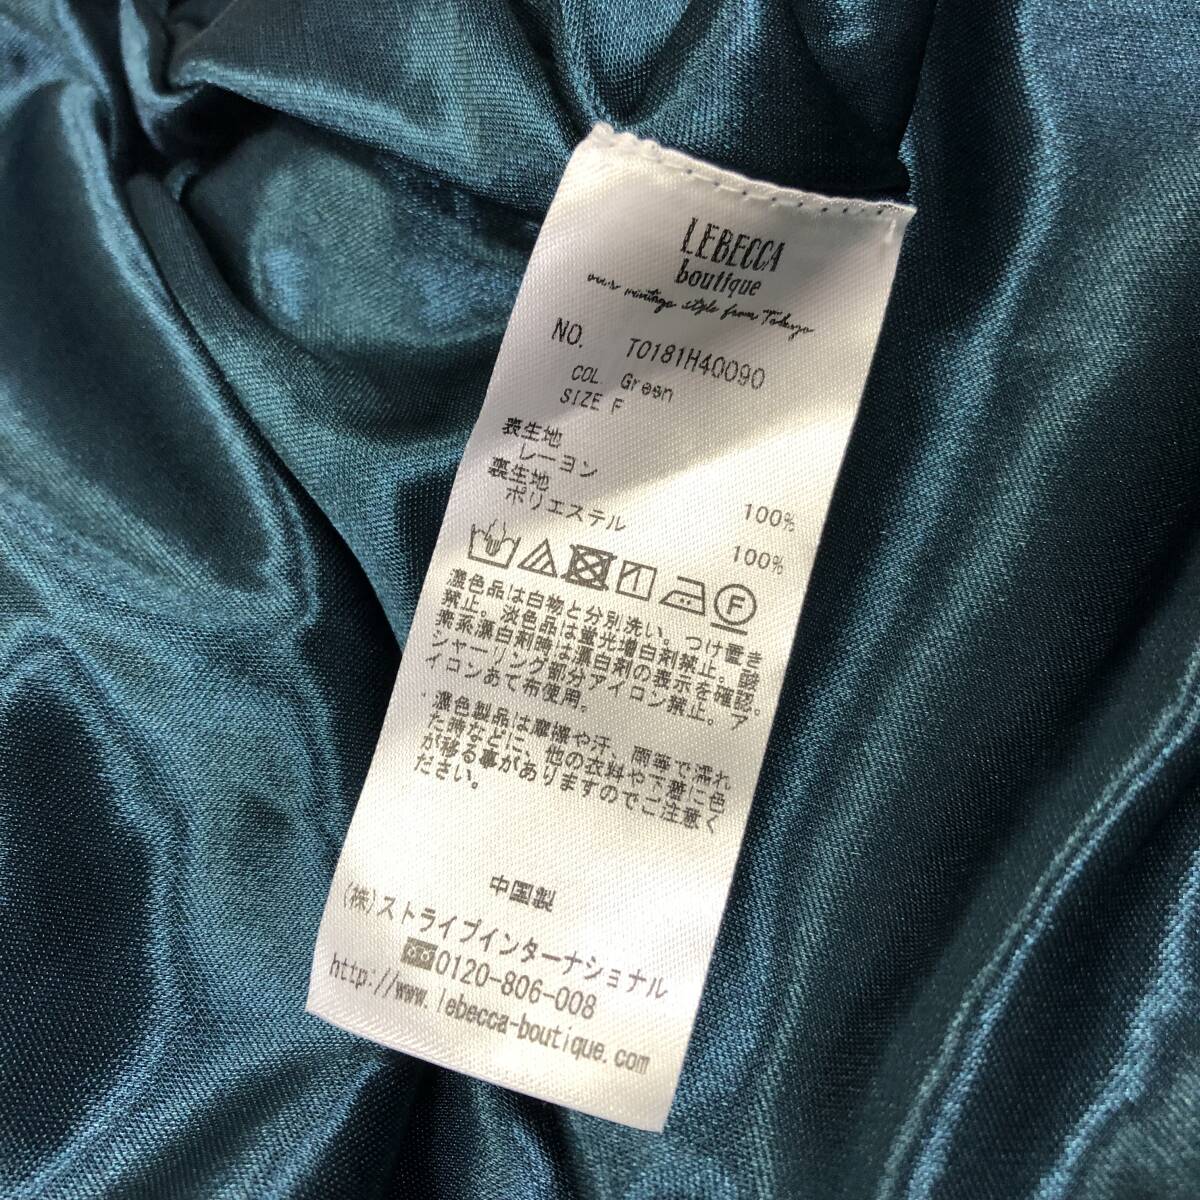 LEBECCA
boutique
our vintage style from Tokyo
NO. T0181H40090
COL. Green
SIZE F
表生地
レーヨン 100%
裏生地
ポリエステル 100%
濃色品は白物と分別洗い。つけ置き
禁止。淡色品は蛍光増白剤禁止。酸
素系漂白剤時は漂白剤の表示を確認。
シャーリング部分アイロン禁止。ア
イロンあて布使用。
濃色製品は摩擦や汗、雨等で濡れ
た時などに、他の衣料や下着に色
が移る事がありますのでご注意く
ださい。
中国製
(株)ストライプインターナショナル
0120-806-008
http://www.lebecca-boutique.com